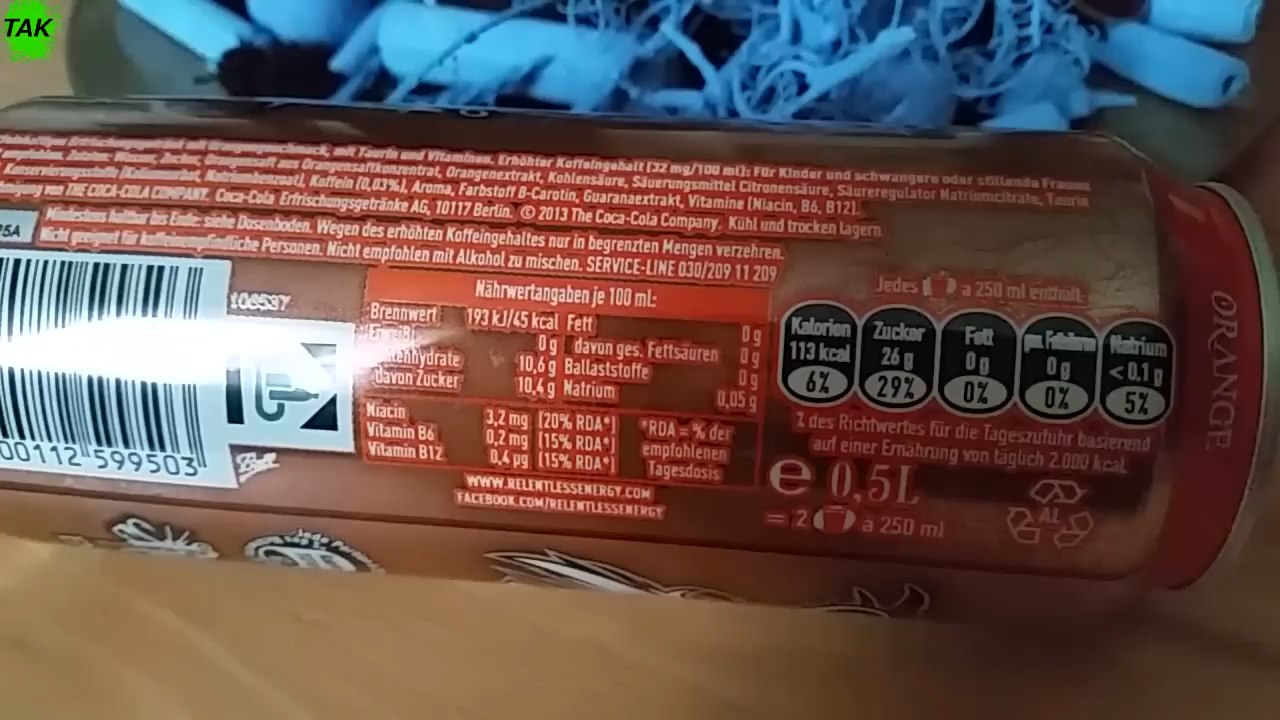 TAK
mit Taurin und Vitaminen. Erhöhter Koffeingehalt (32 mg/100 ml): Für Kinder und schwangere oder stillende Frauen
Zutaten: Wasser, Zucker, Orangensaft aus Orangensaftkonzentrat, Orangenextrakt, Kohlensäure, Säuerungsmittel Citronensäure, Säureregulator Natriumcitrate, Taurin
Koffein (0,03%), Aroma, Farbstoff B-Carotin, Guaranaextrakt, Vitamine (Niacin, B6, B12).
von THE COCA-COLA COMPANY. Coca-Cola Erfrischungsgetränke AG, 10117 Berlin. © 2013 The Coca-Cola Company. Kühl und trocken lagern.
Mindestens haltbar bis Ende: siehe Dosenboden. Wegen des erhöhten Koffeingehaltes nur in begrenzten Mengen verzehren.
Nicht geeignet für koffeinempfindliche Personen. Nicht empfohlen mit Alkohol zu mischen. SERVICE-LINE 030/209 11 209
5A
00112 599503
106537
Ball
Nährwertangaben je 100 ml:
Brennwert 193 kJ/45 kcal Fett 0 g
Eiweiß 0 g davon ges. Fettsäuren 0 g
10,6 g Ballaststoffe 0 g
davon Zucker 10,4 g Natrium 0,05 g
Niacin 3,2 mg (20% RDA*)
Vitamin B6 0,2 mg (15% RDA*)
Vitamin B12 0,4 µg (15% RDA*)
*RDA = % der
empfohlenen
Tagesdosis
WWW.RELENTLESSENERGY.COM
FACEBOOK.COM/RELENTLESSENERGY
Jedes à 250 ml enthält:
Kalorien 113 kcal 6%
Zucker 26 g 29%
Fett 0 g 0%
0 g 0%
Natrium < 0.1 g 5%
% des Richtwertes für die Tageszufuhr basierend
auf einer Ernährung von täglich 2.000 kcal.
e 0,5L
= 2 à 250 ml
AL
ORANGE